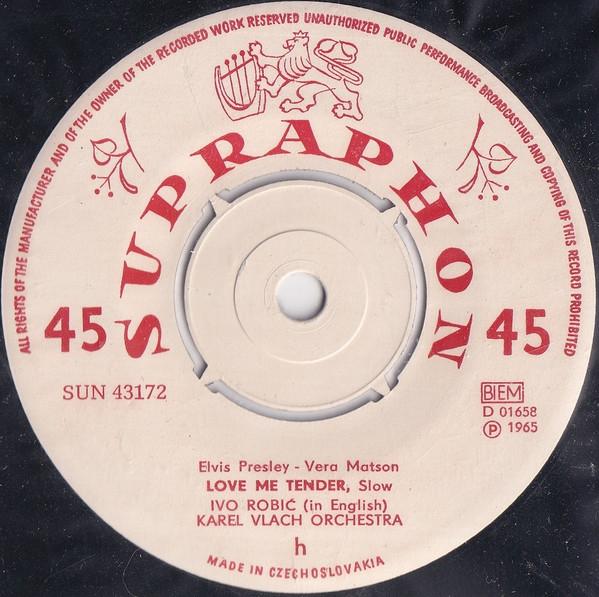 ALL RIGHTS OF THE MANUFACTURER AND OF THE OWNER OF THE RECORDED WORK RESERVED UNAUTHORIZED PUBLIC PERFORMANCE BROADCASTING AND COPYING OF THIS RECORD PROHIBITED
SUPRAPHON
45 45
SUN 43172
BIEM
D 01658
℗ 1965
Elvis Presley - Vera Matson
LOVE ME TENDER, Slow
IVO ROBIĆ (in English)
KAREL VLACH ORCHESTRA
h
MADE IN CZECHOSLOVAKIA